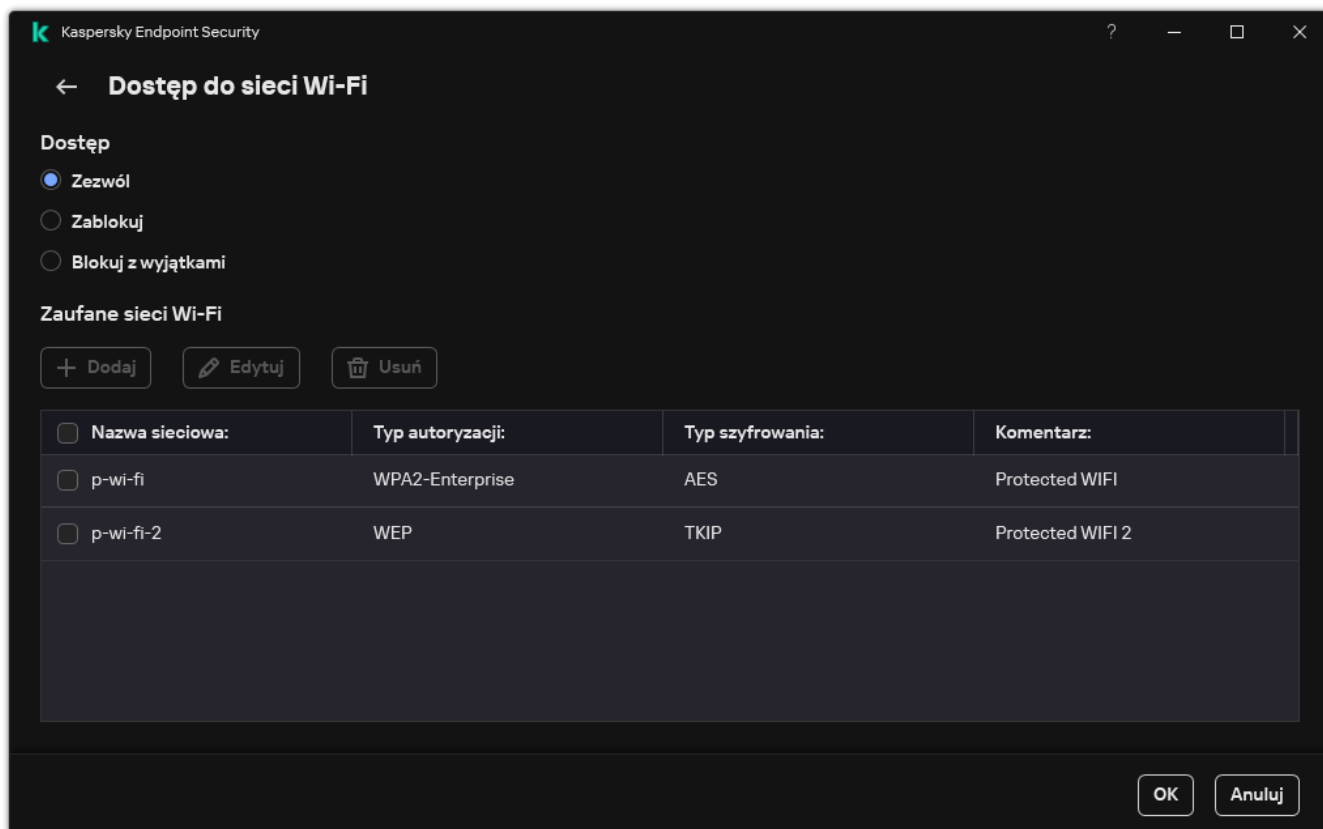 Kaspersky Endpoint Security ?
Dostęp do sieci Wi-Fi
Dostęp
Zezwól
Zablokuj
Blokuj z wyjątkami
Zaufane sieci Wi-Fi
Dodaj Edytuj Usuń
Nazwa sieciowa: Typ autoryzacji: Typ szyfrowania: Komentarz:
p-wi-fi WPA2-Enterprise AES Protected WIFI
p-wi-fi-2 WEP TKIP Protected WIFI 2
OK Anuluj